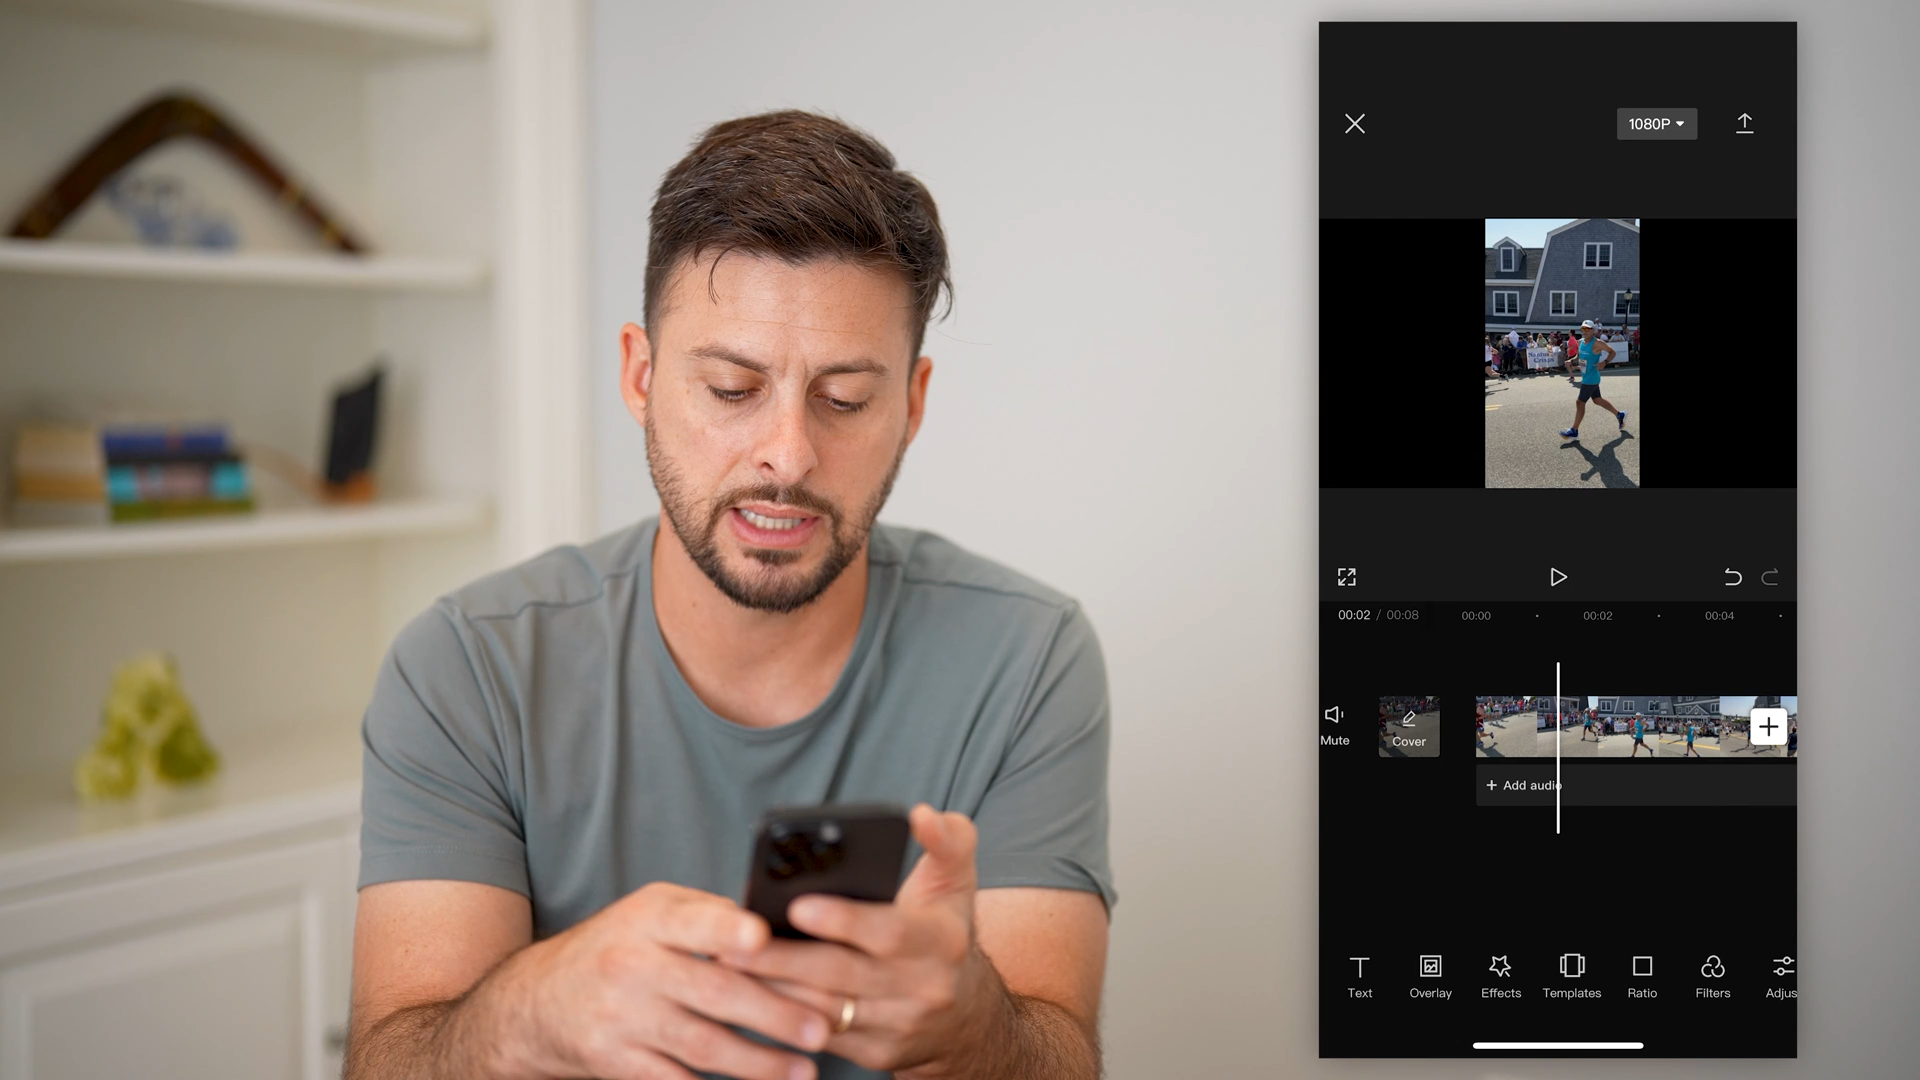 1080P
00:02 / 00:08
00:00
00:02
00:04
Mute
Cover
+ Add audio
Text
Overlay
Effects
Templates
Ratio
Filters
Adjus